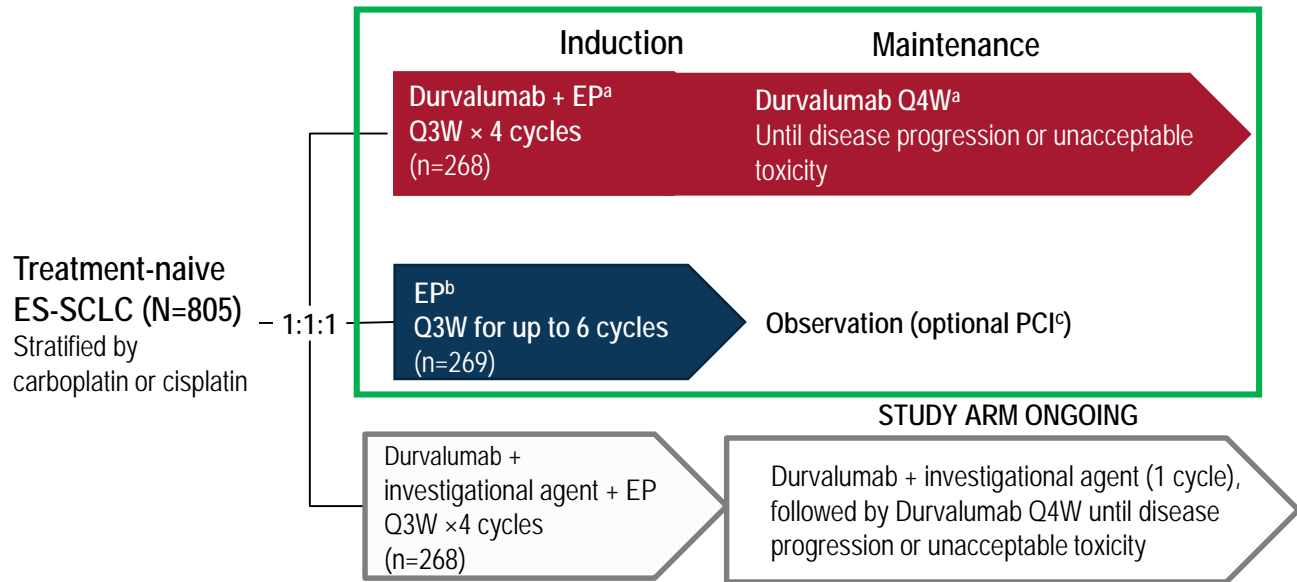 Induction
Maintenance
Durvalumab + EPᵃ
Q3W × 4 cycles
(n=268)
Durvalumab Q4Wᵃ
Until disease progression or unacceptable
toxicity
Treatment-naive
ES-SCLC (N=805)
Stratified by
carboplatin or cisplatin
1:1:1
EPᵇ
Q3W for up to 6 cycles
(n=269)
Observation (optional PCIᶜ)
STUDY ARM ONGOING
Durvalumab +
investigational agent + EP
Q3W ×4 cycles
(n=268)
Durvalumab + investigational agent (1 cycle),
followed by Durvalumab Q4W until disease
progression or unacceptable toxicity